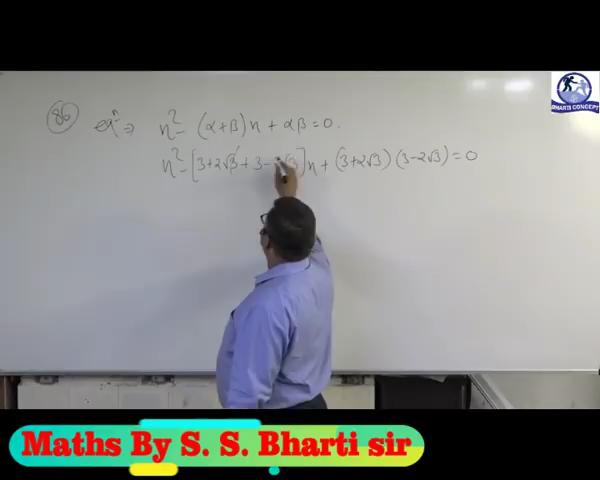 BHARTI CONCEPT
86
eqⁿ ⇒ x² - (α+β)x + αβ = 0.
x² - [3+2√3 + 3-2√3]x + (3+2√3)(3-2√3) = 0
Maths By S. S. Bharti sir